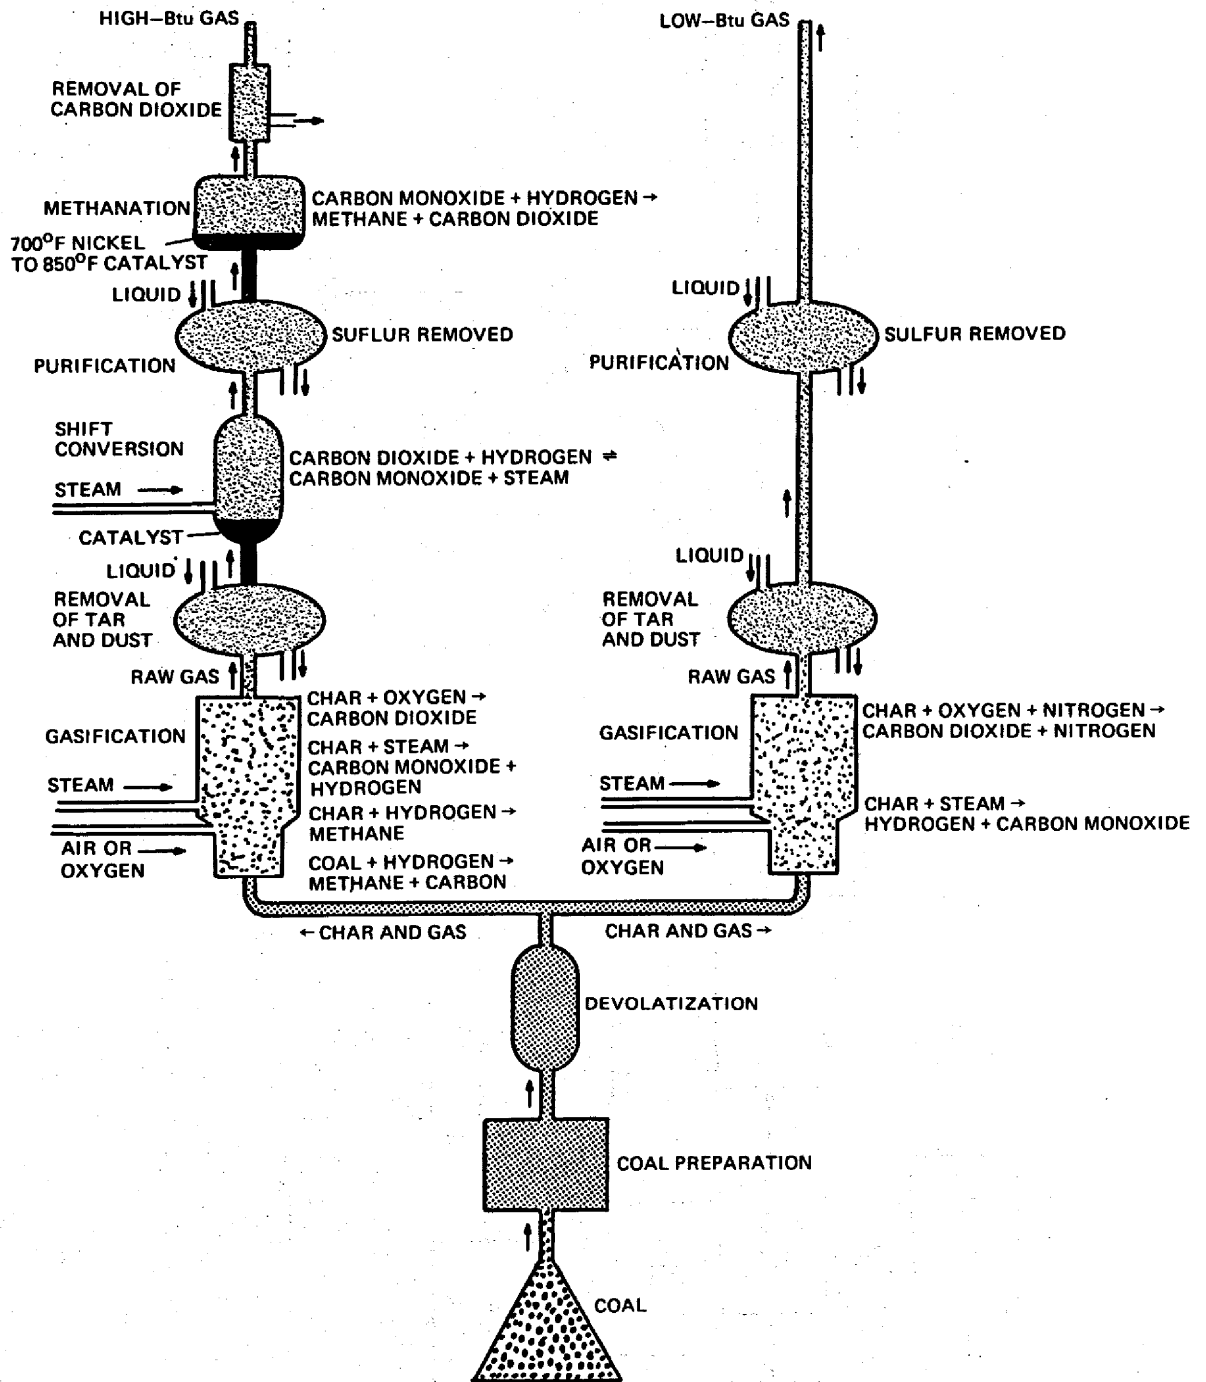 HIGH–Btu GAS
REMOVAL OF
CARBON DIOXIDE
METHANATION
CARBON MONOXIDE + HYDROGEN →
METHANE + CARBON DIOXIDE
700°F NICKEL
TO 850°F CATALYST
LIQUID
SUFLUR REMOVED
PURIFICATION
SHIFT
CONVERSION
CARBON DIOXIDE + HYDROGEN ⇌
CARBON MONOXIDE + STEAM
STEAM
CATALYST
LIQUID
REMOVAL
OF TAR
AND DUST
RAW GAS
GASIFICATION
CHAR + OXYGEN →
CARBON DIOXIDE
CHAR + STEAM →
CARBON MONOXIDE +
HYDROGEN
CHAR + HYDROGEN →
METHANE
COAL + HYDROGEN →
METHANE + CARBON
STEAM
AIR OR
OXYGEN
LOW–Btu GAS
LIQUID
SULFUR REMOVED
PURIFICATION
LIQUID
REMOVAL
OF TAR
AND DUST
RAW GAS
GASIFICATION
CHAR + OXYGEN + NITROGEN →
CARBON DIOXIDE + NITROGEN
STEAM
CHAR + STEAM →
HYDROGEN + CARBON MONOXIDE
AIR OR
OXYGEN
← CHAR AND GAS
CHAR AND GAS →
DEVOLATIZATION
COAL PREPARATION
COAL